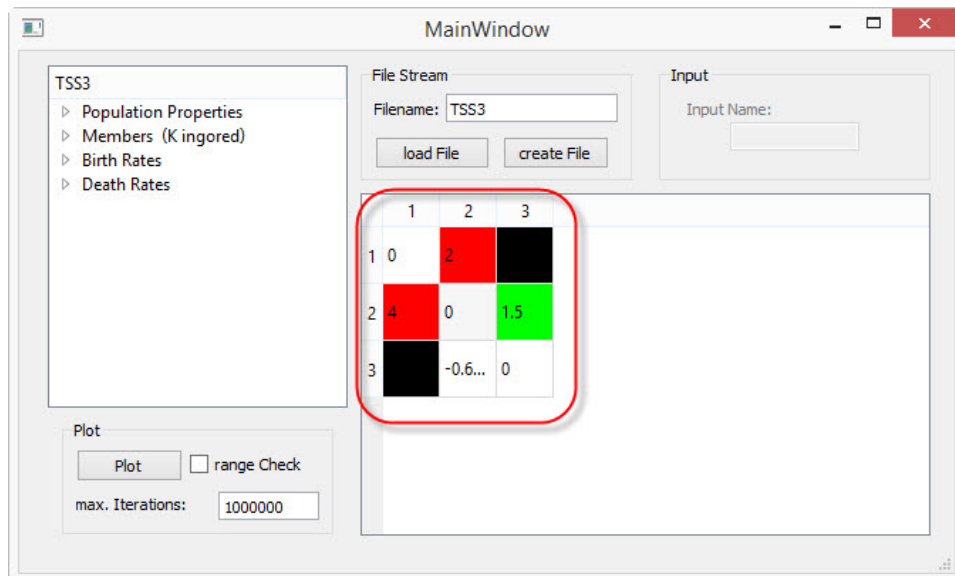 MainWindow
TSS3
Population Properties
Members (K ingored)
Birth Rates
Death Rates
File Stream
Filename: TSS3
load File create File
Input
Input Name:
1 2 3
1 0 2
2 4 0 1.5
3 -0.6... 0
Plot
Plot range Check
max. Iterations: 1000000